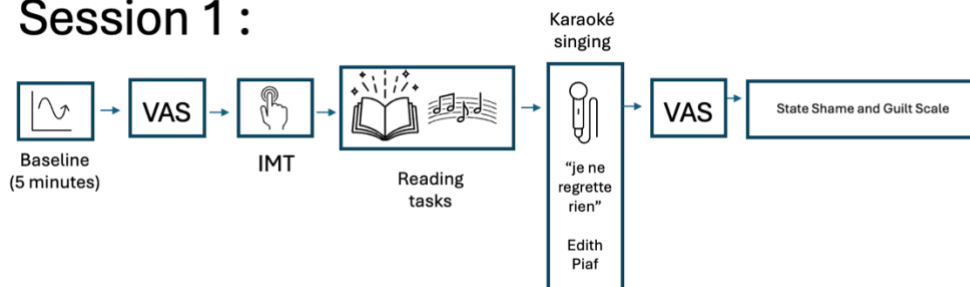 Session 1 :
Baseline
(5 minutes)
VAS
IMT
Reading
tasks
Karaoké
singing
“je ne
regrette
rien”
Edith
Piaf
VAS
State Shame and Guilt Scale